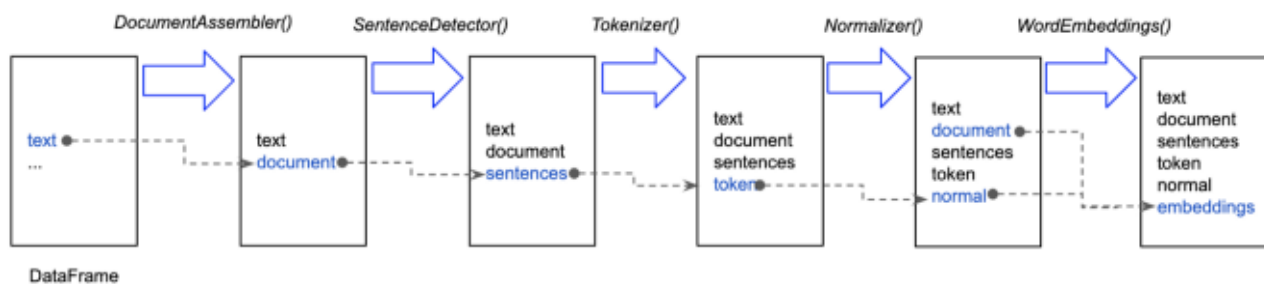 DocumentAssembler()
SentenceDetector()
Tokenizer()
Normalizer()
WordEmbeddings()
text
...
DataFrame
text
document
text
document
sentences
text
document
sentences
token
text
document
sentences
token
normal
text
document
sentences
token
normal
embeddings